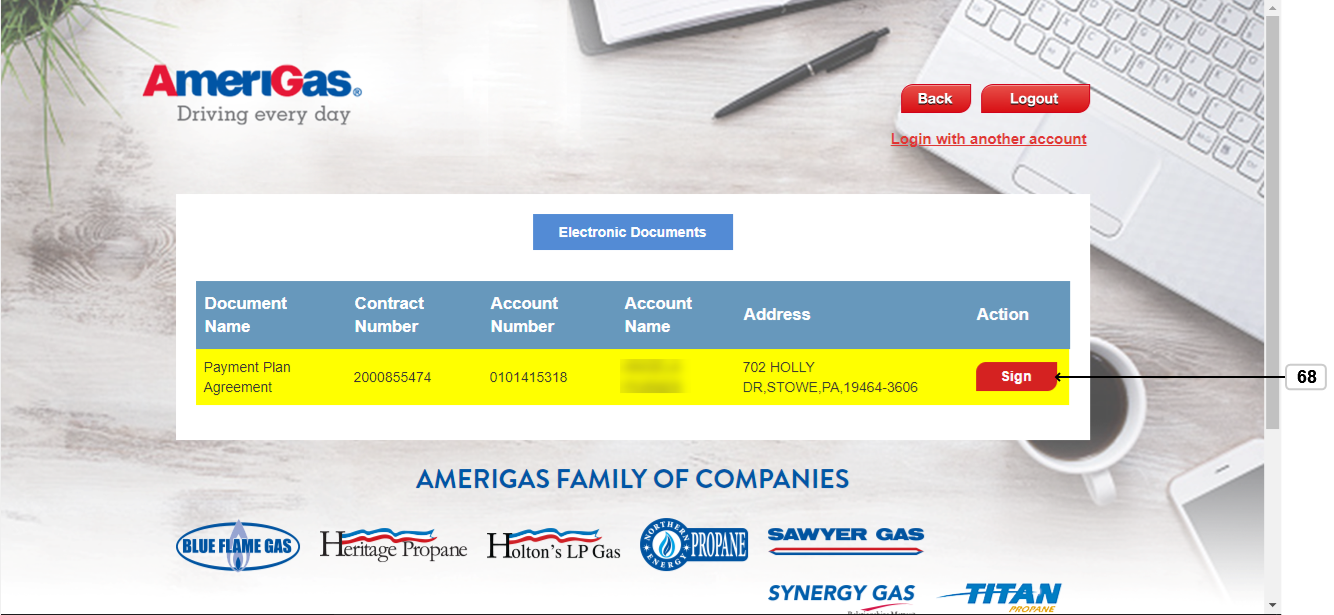 AmeriGas®
Driving every day
Back
Logout
Login with another account
Electronic Documents
Document Name
Contract Number
Account Number
Account Name
Address
Action
Payment Plan
Agreement
2000855474
0101415318
702 HOLLY
DR,STOWE,PA,19464-3606
Sign
68
AMERIGAS FAMILY OF COMPANIES
BLUE FLAME GAS
Heritage Propane
Holton's LP Gas
NORTHERN ENERGY
PROPANE
SAWYER GAS
SYNERGY GAS
TITAN
PROPANE